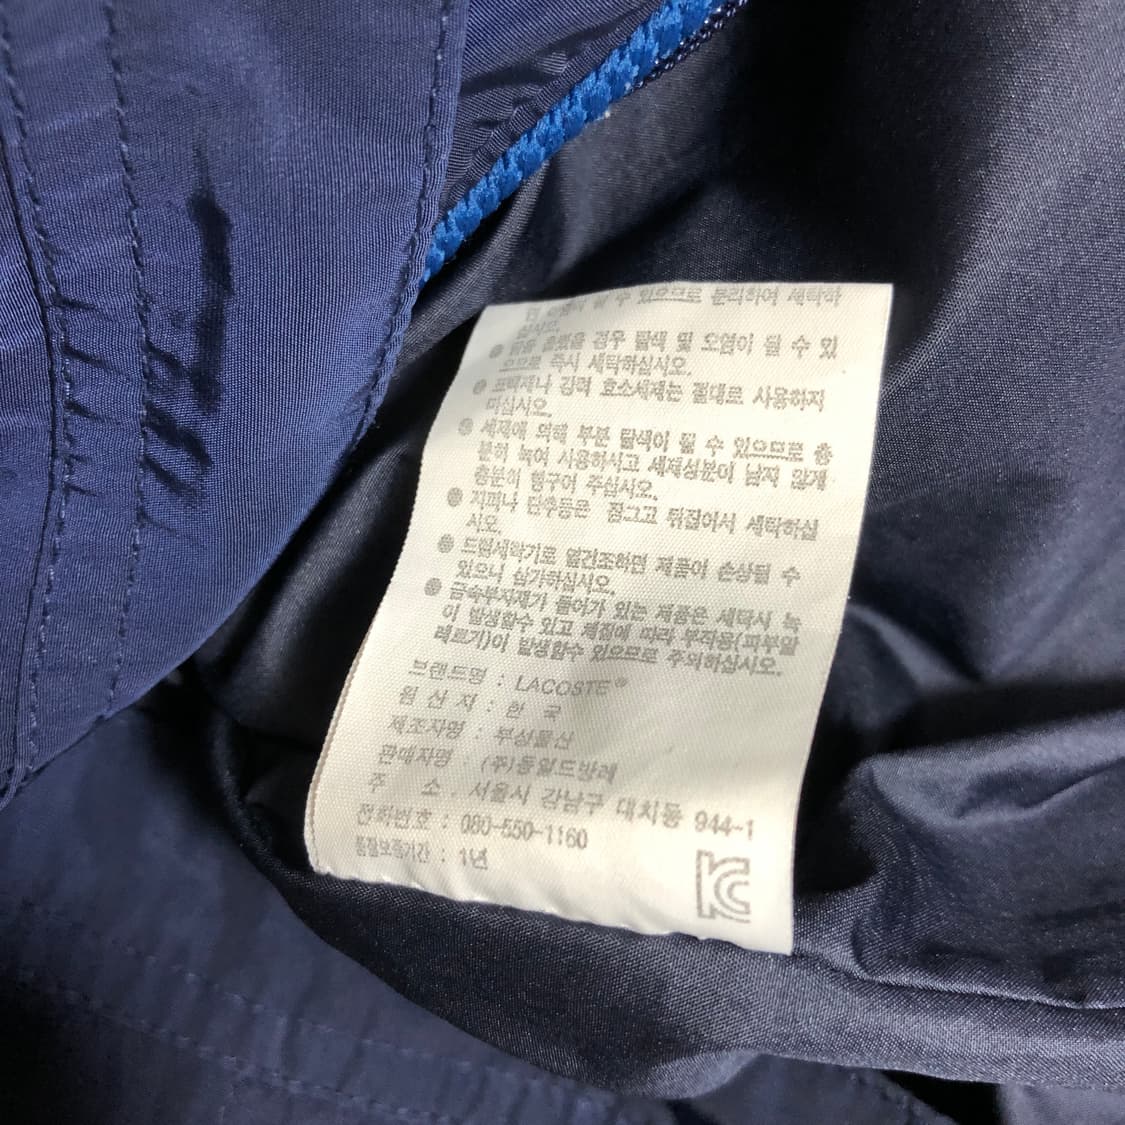 수 있으므로 분리하여 세탁하
십시오.
● 땀을 흘렸을 경우 탈색 및 오염이 될 수 있
으므로 즉시 세탁하십시오.
● 표백제나 강력 효소세제는 절대로 사용하지
마십시오.
● 세제에 의해 부분 탈색이 될 수 있으므로 충
분히 녹여 사용하시고 세제성분이 남지 않게
충분히 헹구어 주십시오.
● 지퍼나 단추등은 잠그고 뒤집어서 세탁하십
시오.
● 드럼세탁기로 열건조하면 제품이 손상될 수
있으니 삼가하십시오.
● 금속부자재가 들어가 있는 제품은 세탁시 녹
이 발생할수 있고 체질에 따라 부작용(피부알
레르기)이 발생할수 있으므로 주의하십시오.
브랜드명 : LACOSTE®
원 산 지 : 한 국
제조자명 : 부성물산
판매자명 : (주)동일드방레
주 소 . 서울시 강남구 대치동 944-1
전화번호 : 080-550-1160
품질보증기간 : 1년
KC